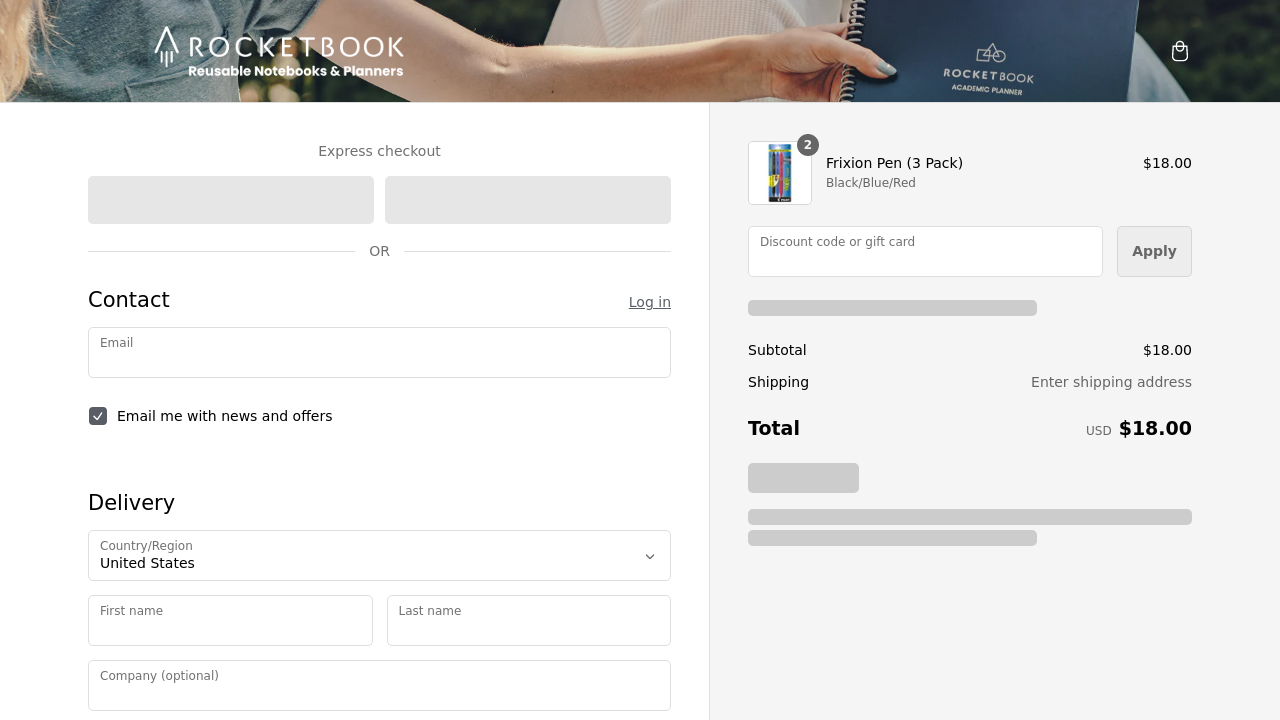 ROCKETBOOK
Reusable Notebooks & Planners
ROCKETBOOK
ACADEMIC PLANNER
Express checkout
OR
Contact
Log in
Email
Email me with news and offers
Delivery
Country/Region
United States
First name
Last name
Company (optional)
2
Frixion Pen (3 Pack)
$18.00
Black/Blue/Red
Discount code or gift card
Apply
Subtotal
$18.00
Shipping
Enter shipping address
Total
USD $18.00